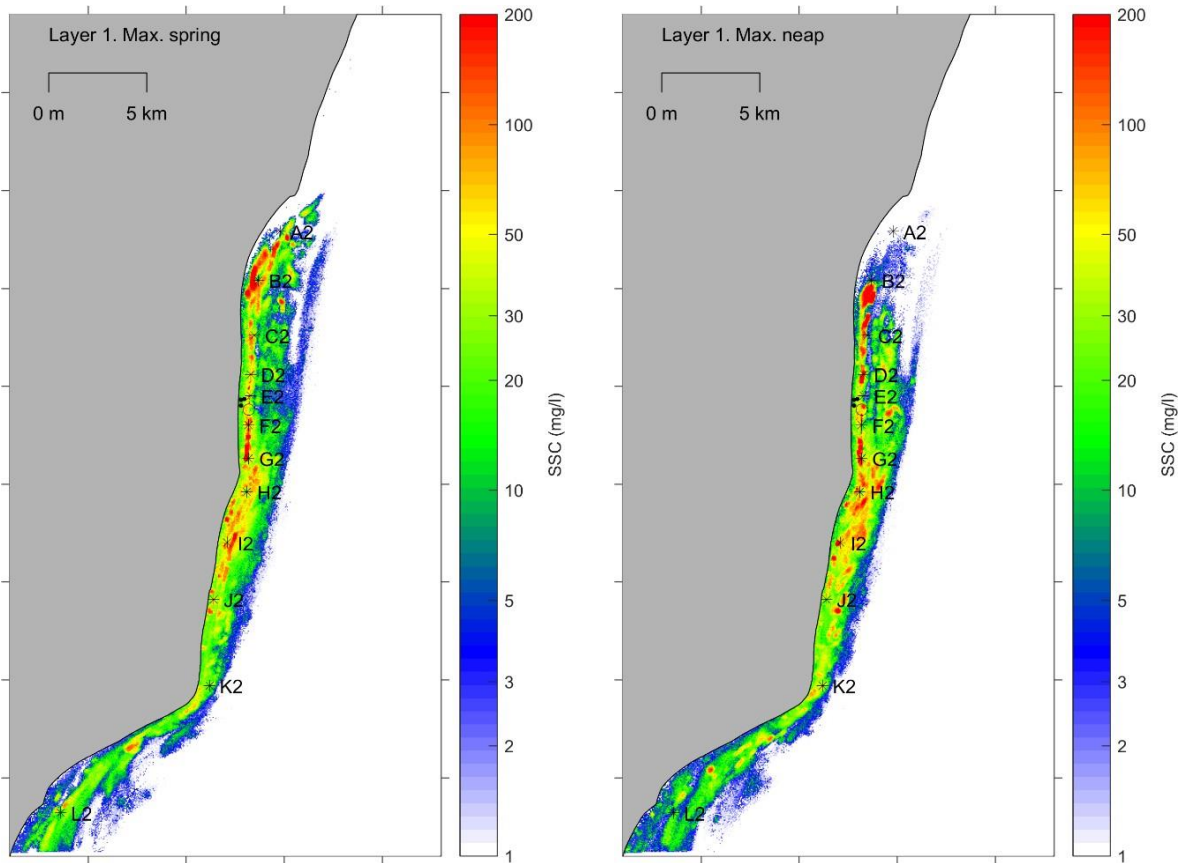 Layer 1. Max. spring
0 m 5 km
A2
B2
C2
D2
E2
F2
G2
H2
I2
J2
K2
L2
200
100
50
30
20
10
5
3
2
1
SSC (mg/l)
Layer 1. Max. neap
0 m 5 km
A2
B2
C2
D2
E2
F2
G2
H2
I2
J2
K2
L2
200
100
50
30
20
10
5
3
2
1
SSC (mg/l)